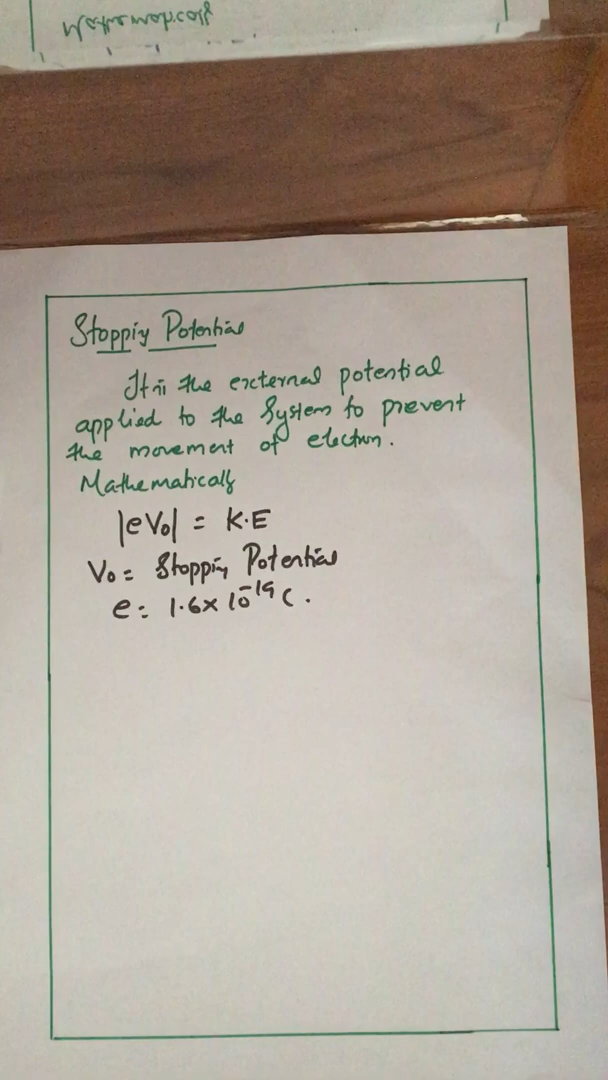 Mathematically
Stopping Potential
It is the external potential
applied to the System to prevent
the movement of electron.
Mathematically
|eV₀| = K.E
V₀ = Stopping Potential
e = 1.6 x 10⁻¹⁹ C.